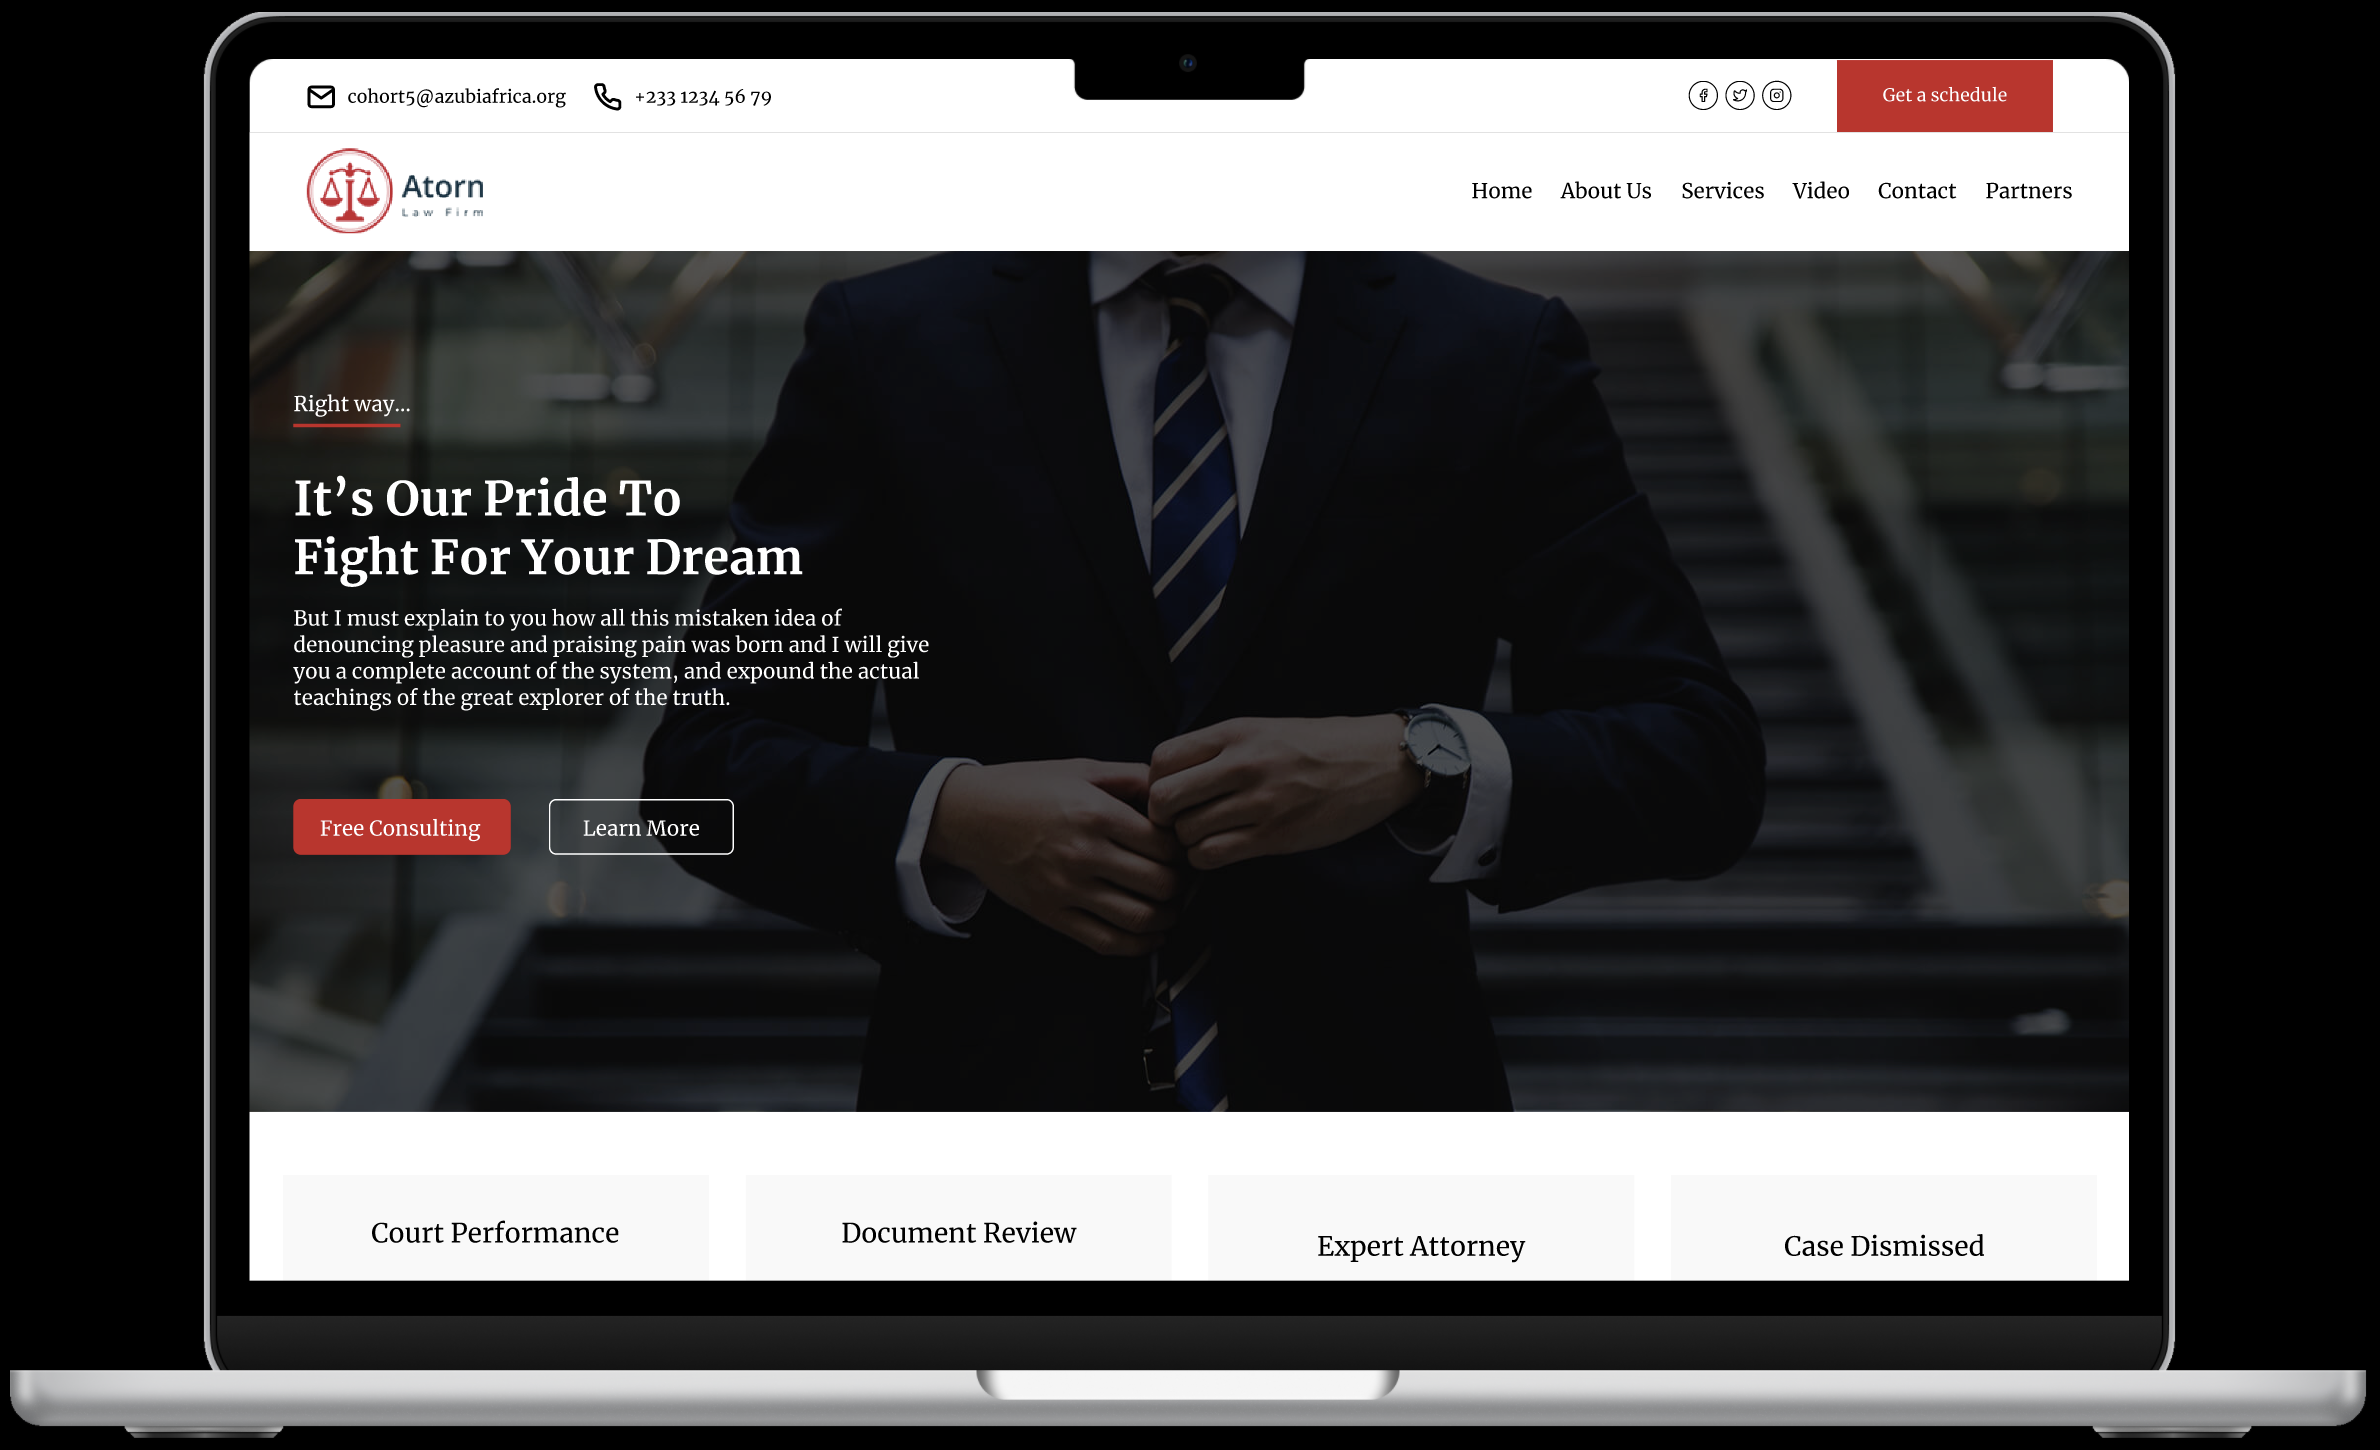 cohort5@azubiafrica.org
+233 1234 56 79
Get a schedule
Atorn
Law Firm
Home
About Us
Services
Video
Contact
Partners
Right way...
It’s Our Pride To
Fight For Your Dream
But I must explain to you how all this mistaken idea of
denouncing pleasure and praising pain was born and I will give
you a complete account of the system, and expound the actual
teachings of the great explorer of the truth.
Free Consulting
Learn More
Court Performance
Document Review
Expert Attorney
Case Dismissed